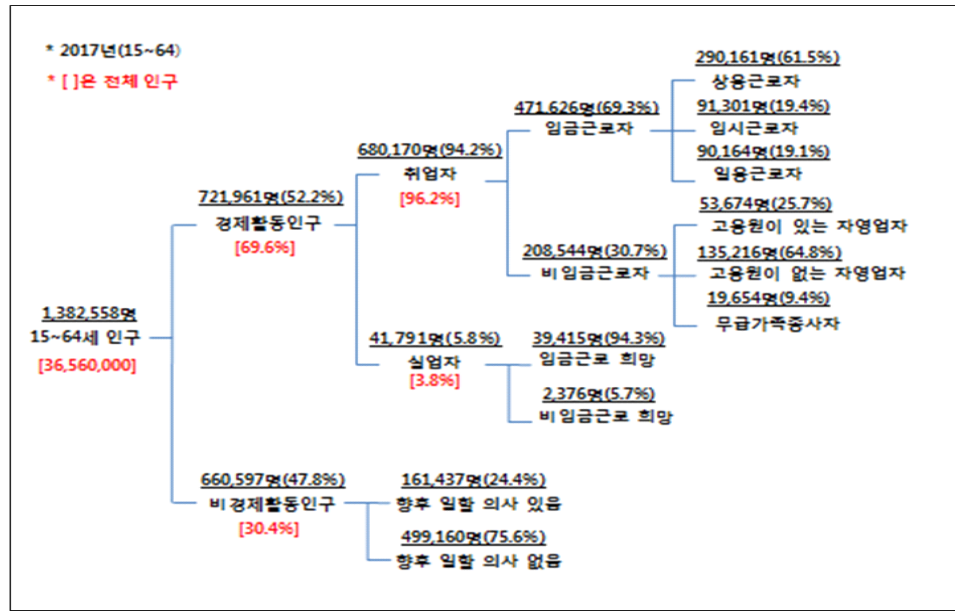 * 2017년(15~64)
* [ ]은 전체 인구
290,161명(61.5%)
상용근로자
471,626명(69.3%)
임금근로자
91,301명(19.4%)
임시근로자
90,164명(19.1%)
일용근로자
680,170명(94.2%)
취업자
[96.2%]
721,961명(52.2%)
경제활동인구
[69.6%]
53,674명(25.7%)
고용원이 있는 자영업자
208,544명(30.7%)
비임금근로자
135,216명(64.8%)
고용원이 없는 자영업자
19,654명(9.4%)
무급가족종사자
1,382,558명
15~64세 인구
[36,560,000]
41,791명(5.8%)
실업자
[3.8%]
39,415명(94.3%)
임금근로 희망
2,376명(5.7%)
비임금근로 희망
660,597명(47.8%)
비경제활동인구
[30.4%]
161,437명(24.4%)
향후 일할 의사 있음
499,160명(75.6%)
향후 일할 의사 없음